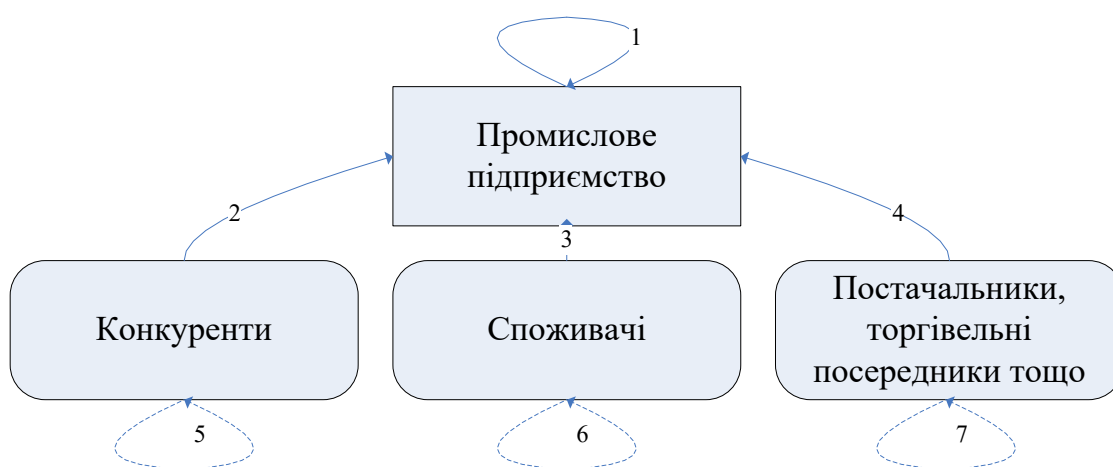 1
Промислове
підприємство
2
3
4
Конкуренти
Споживачі
Постачальники,
торгівельні
посередники тощо
5
6
7